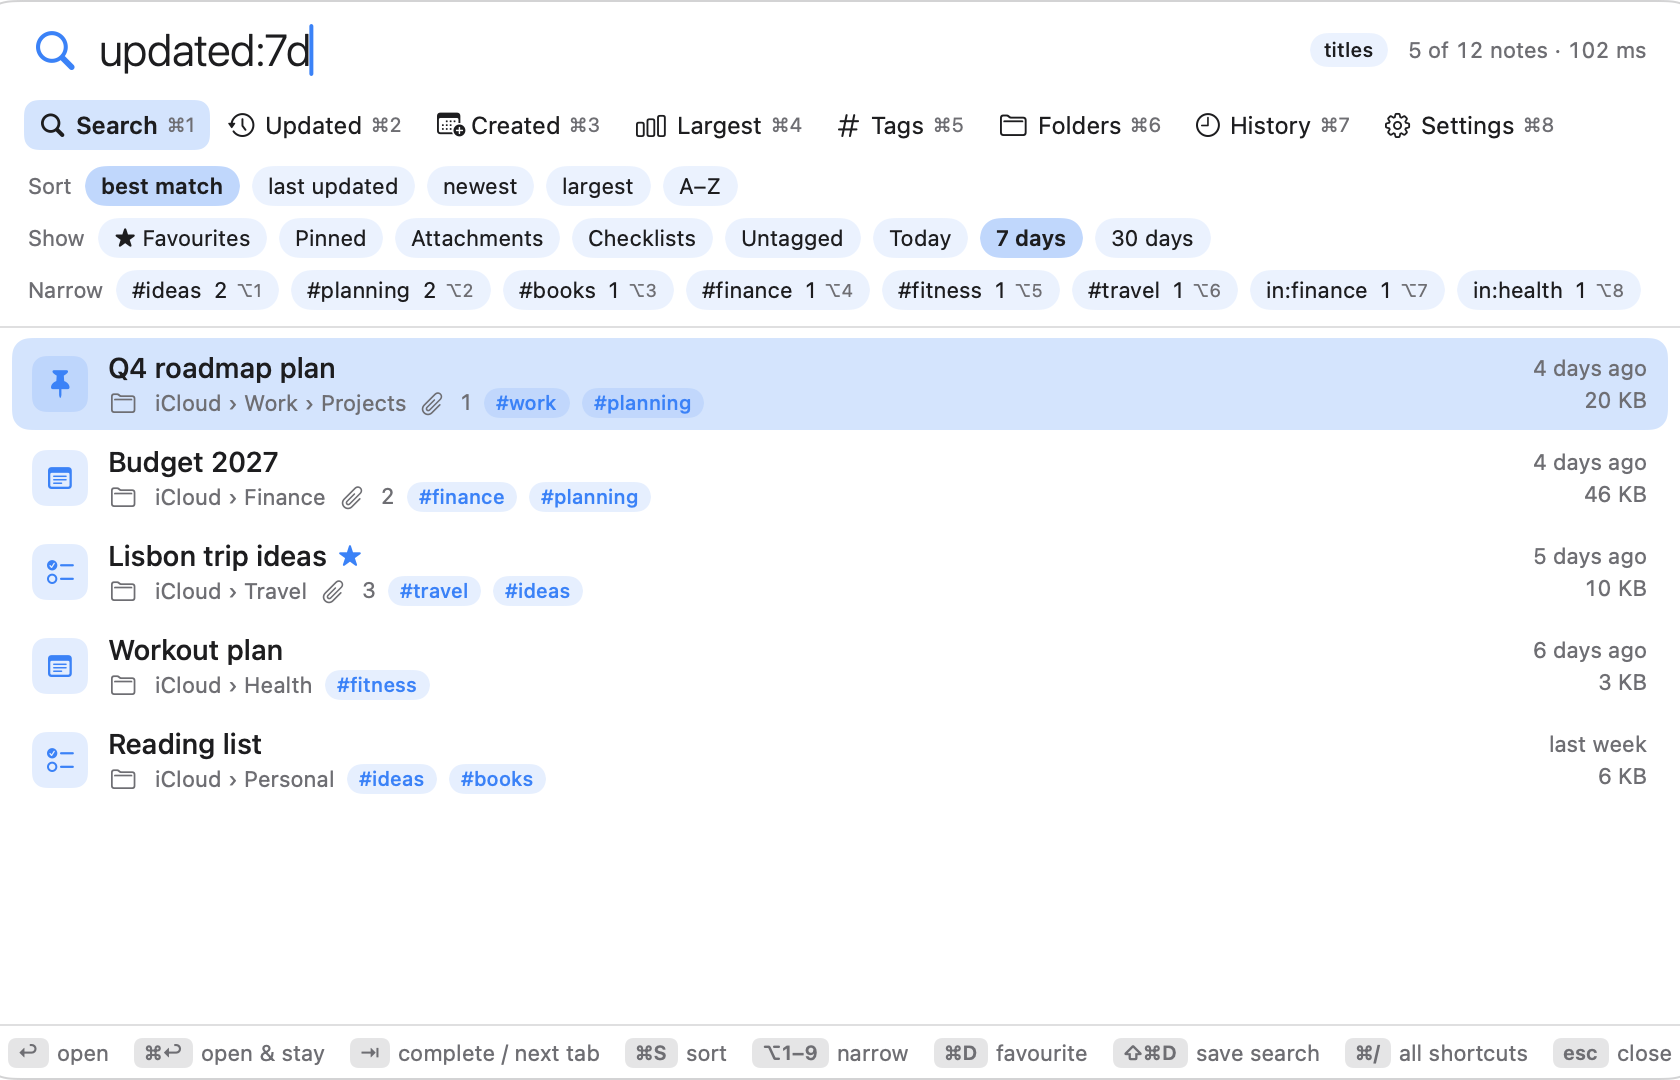 updated:7d titles 5 of 12 notes · 102 ms
Search ⌘1 Updated ⌘2 Created ⌘3 Largest ⌘4 # Tags ⌘5 Folders ⌘6 History ⌘7 Settings ⌘8
Sort best match last updated newest largest A–Z
Show ★ Favourites Pinned Attachments Checklists Untagged Today 7 days 30 days
Narrow #ideas 2 ⌥1 #planning 2 ⌥2 #books 1 ⌥3 #finance 1 ⌥4 #fitness 1 ⌥5 #travel 1 ⌥6 in:finance 1 ⌥7 in:health 1 ⌥8
Q4 roadmap plan 4 days ago
iCloud › Work › Projects 1 #work #planning 20 KB
Budget 2027 4 days ago
iCloud › Finance 2 #finance #planning 46 KB
Lisbon trip ideas ★ 5 days ago
iCloud › Travel 3 #travel #ideas 10 KB
Workout plan 6 days ago
iCloud › Health #fitness 3 KB
Reading list last week
iCloud › Personal #ideas #books 6 KB
↩ open ⌘↩ open & stay ⇥ complete / next tab ⌘S sort ⌥1–9 narrow ⌘D favourite ⇧⌘D save search ⌘/ all shortcuts esc close